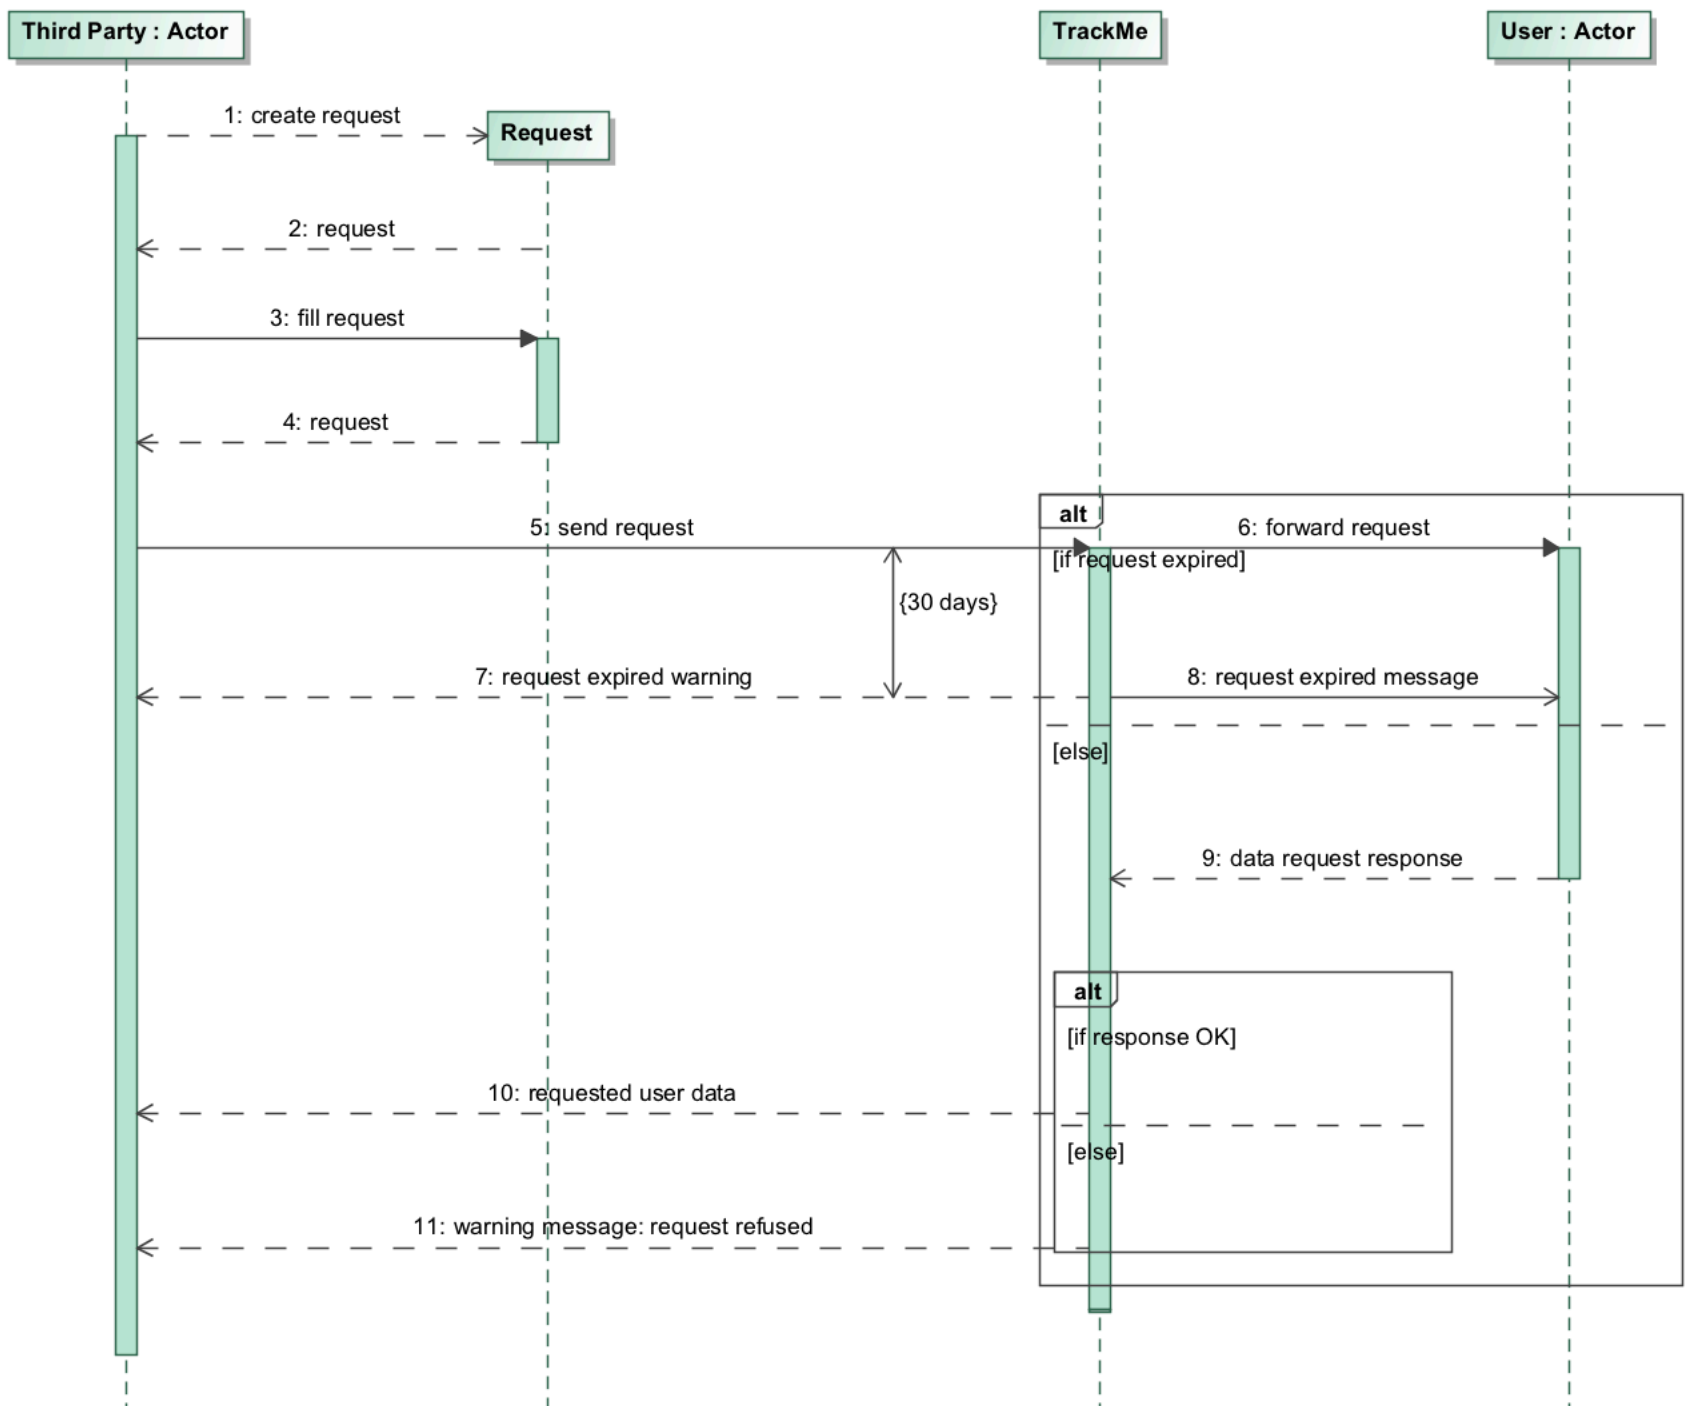 Third Party : Actor
TrackMe
User : Actor
1: create request
Request
2: request
3: fill request
4: request
alt
5: send request
6: forward request
[if request expired]
{30 days}
7: request expired warning
8: request expired message
[else]
9: data request response
alt
[if response OK]
10: requested user data
[else]
11: warning message: request refused